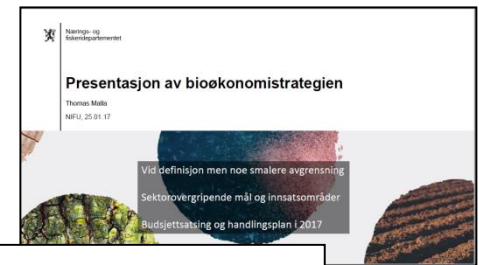 Nærings- og
fiskeridepartementet
Presentasjon av bioøkonomistrategien
Thomas Malla
NIFU, 25.01.17
Vid definisjon men noe smalere avgrensning
Sektorovergripende mål og innsatsområder
Budsjettsatsing og handlingsplan i 2017